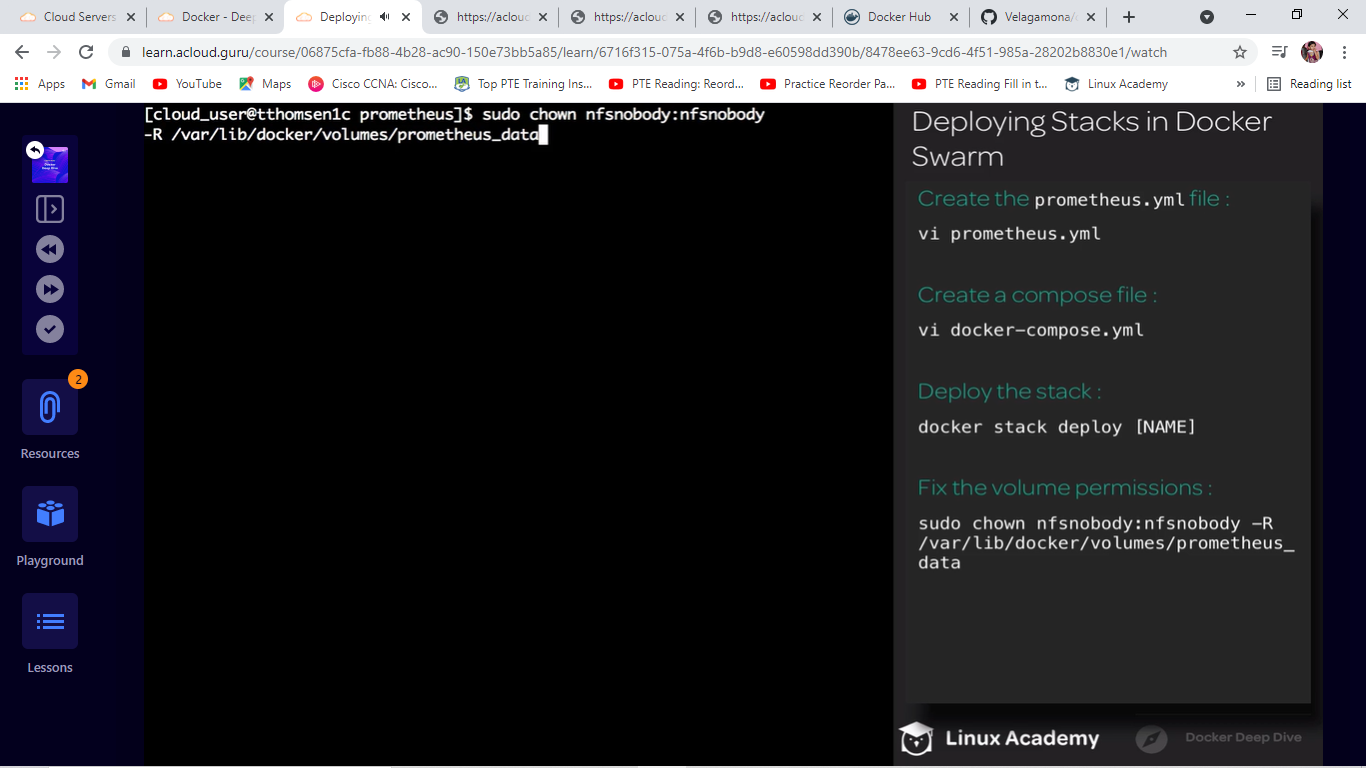 Cloud Servers
Docker - Deep
Deploying
https://acloud
https://acloud
https://acloud
Docker Hub
Velagamona/
learn.acloud.guru/course/06875cfa-fb88-4b28-ac90-150e73bb5a85/learn/6716f315-075a-4f6b-b9d8-e60598dd390b/8478ee63-9cd6-4f51-985a-28202b8830e1/watch
Apps
Gmail
YouTube
Maps
Cisco CCNA: Cisco...
Top PTE Training Ins...
PTE Reading: Reord...
Practice Reorder Pa...
PTE Reading Fill in t...
Linux Academy
»
Reading list
[cloud_user@tthomsen1c prometheus]$ sudo chown nfsnobody:nfsnobody
-R /var/lib/docker/volumes/prometheus_data
2
Resources
Playground
Lessons
Deploying Stacks in Docker
Swarm
Create the prometheus.yml file :
vi prometheus.yml
Create a compose file :
vi docker-compose.yml
Deploy the stack :
docker stack deploy [NAME]
Fix the volume permissions :
sudo chown nfsnobody:nfsnobody -R
/var/lib/docker/volumes/prometheus_
data
Linux Academy
Docker Deep Dive